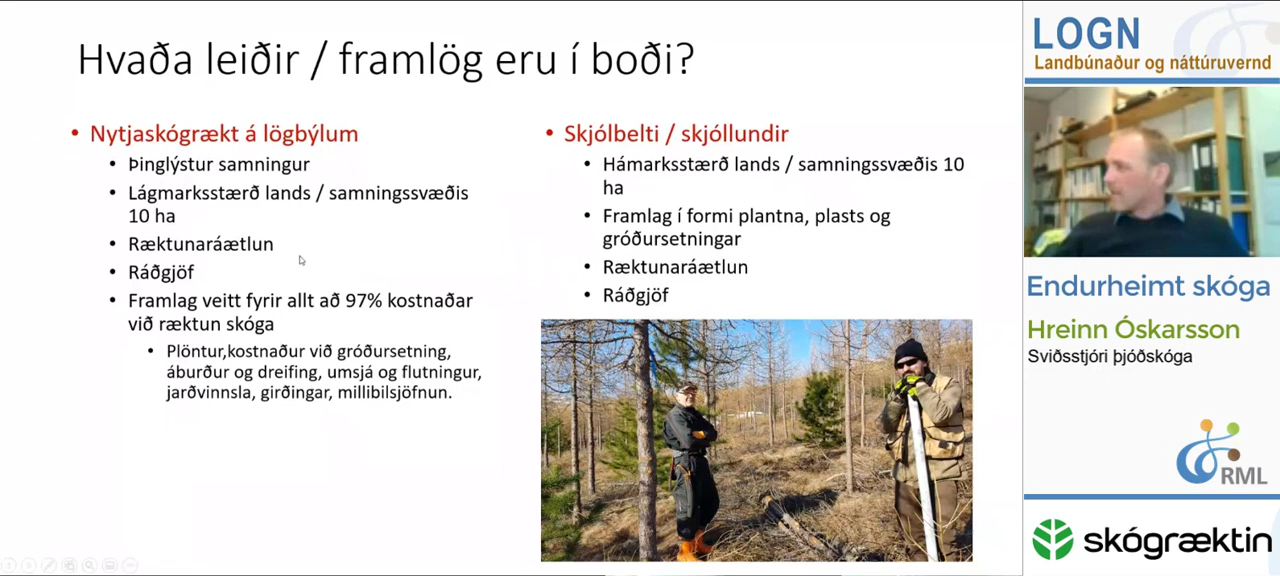 Hvaða leiðir / framlög eru í boði?
• Nytjaskógrækt á lögbýlum
• Þinglýstur samningur
• Lágmarksstærð lands / samningssvæðis
10 ha
• Ræktunaráætlun
• Ráðgjöf
• Framlag veitt fyrir allt að 97% kostnaðar
við ræktun skóga
• Plöntur,kostnaður við gróðursetning,
áburður og dreifing, umsjá og flutningur,
jarðvinnsla, girðingar, millibilsjöfnun.
• Skjólbelti / skjóllundir
• Hámarksstærð lands / samningssvæðis 10
ha
• Framlag í formi plantna, plasts og
gróðursetningar
• Ræktunaráætlun
• Ráðgjöf
LOGN
Landbúnaður og náttúruvernd
Endurheimt skóga
Hreinn Óskarsson
Sviðsstjóri þjóðskóga
RML
skógræktin